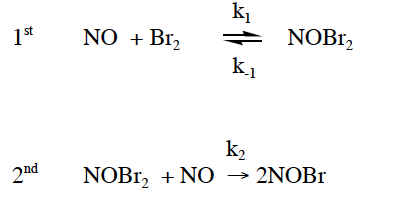 k₁
1ˢᵗ NO + Br₂ ⇌ NOBr₂
k₋₁
k₂
2ⁿᵈ NOBr₂ + NO → 2NOBr